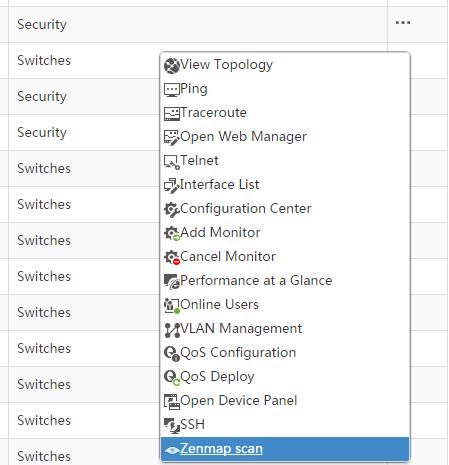 Security
Switches
Security
Security
Switches
Switches
Switches
Switches
Switches
Switches
Switches
Switches
Switches
View Topology
Ping
Traceroute
Open Web Manager
Telnet
Interface List
Configuration Center
Add Monitor
Cancel Monitor
Performance at a Glance
Online Users
VLAN Management
QoS Configuration
QoS Deploy
Open Device Panel
SSH
Zenmap scan